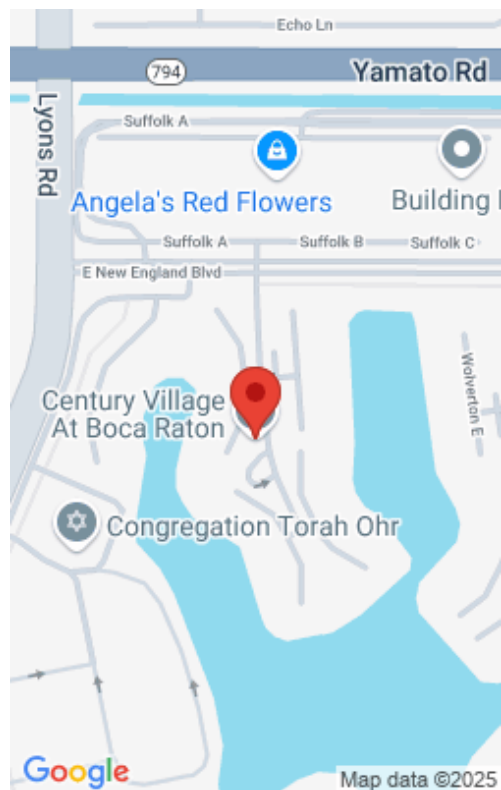 Echo Ln
794
Yamato Rd
Lyons Rd
Suffolk A
Angela's Red Flowers
Building
Suffolk A
Suffolk B
Suffolk C
E New England Blvd
Century Village
At Boca Raton
Wolverton E
Congregation Torah Ohr
Google
Map data ©2025